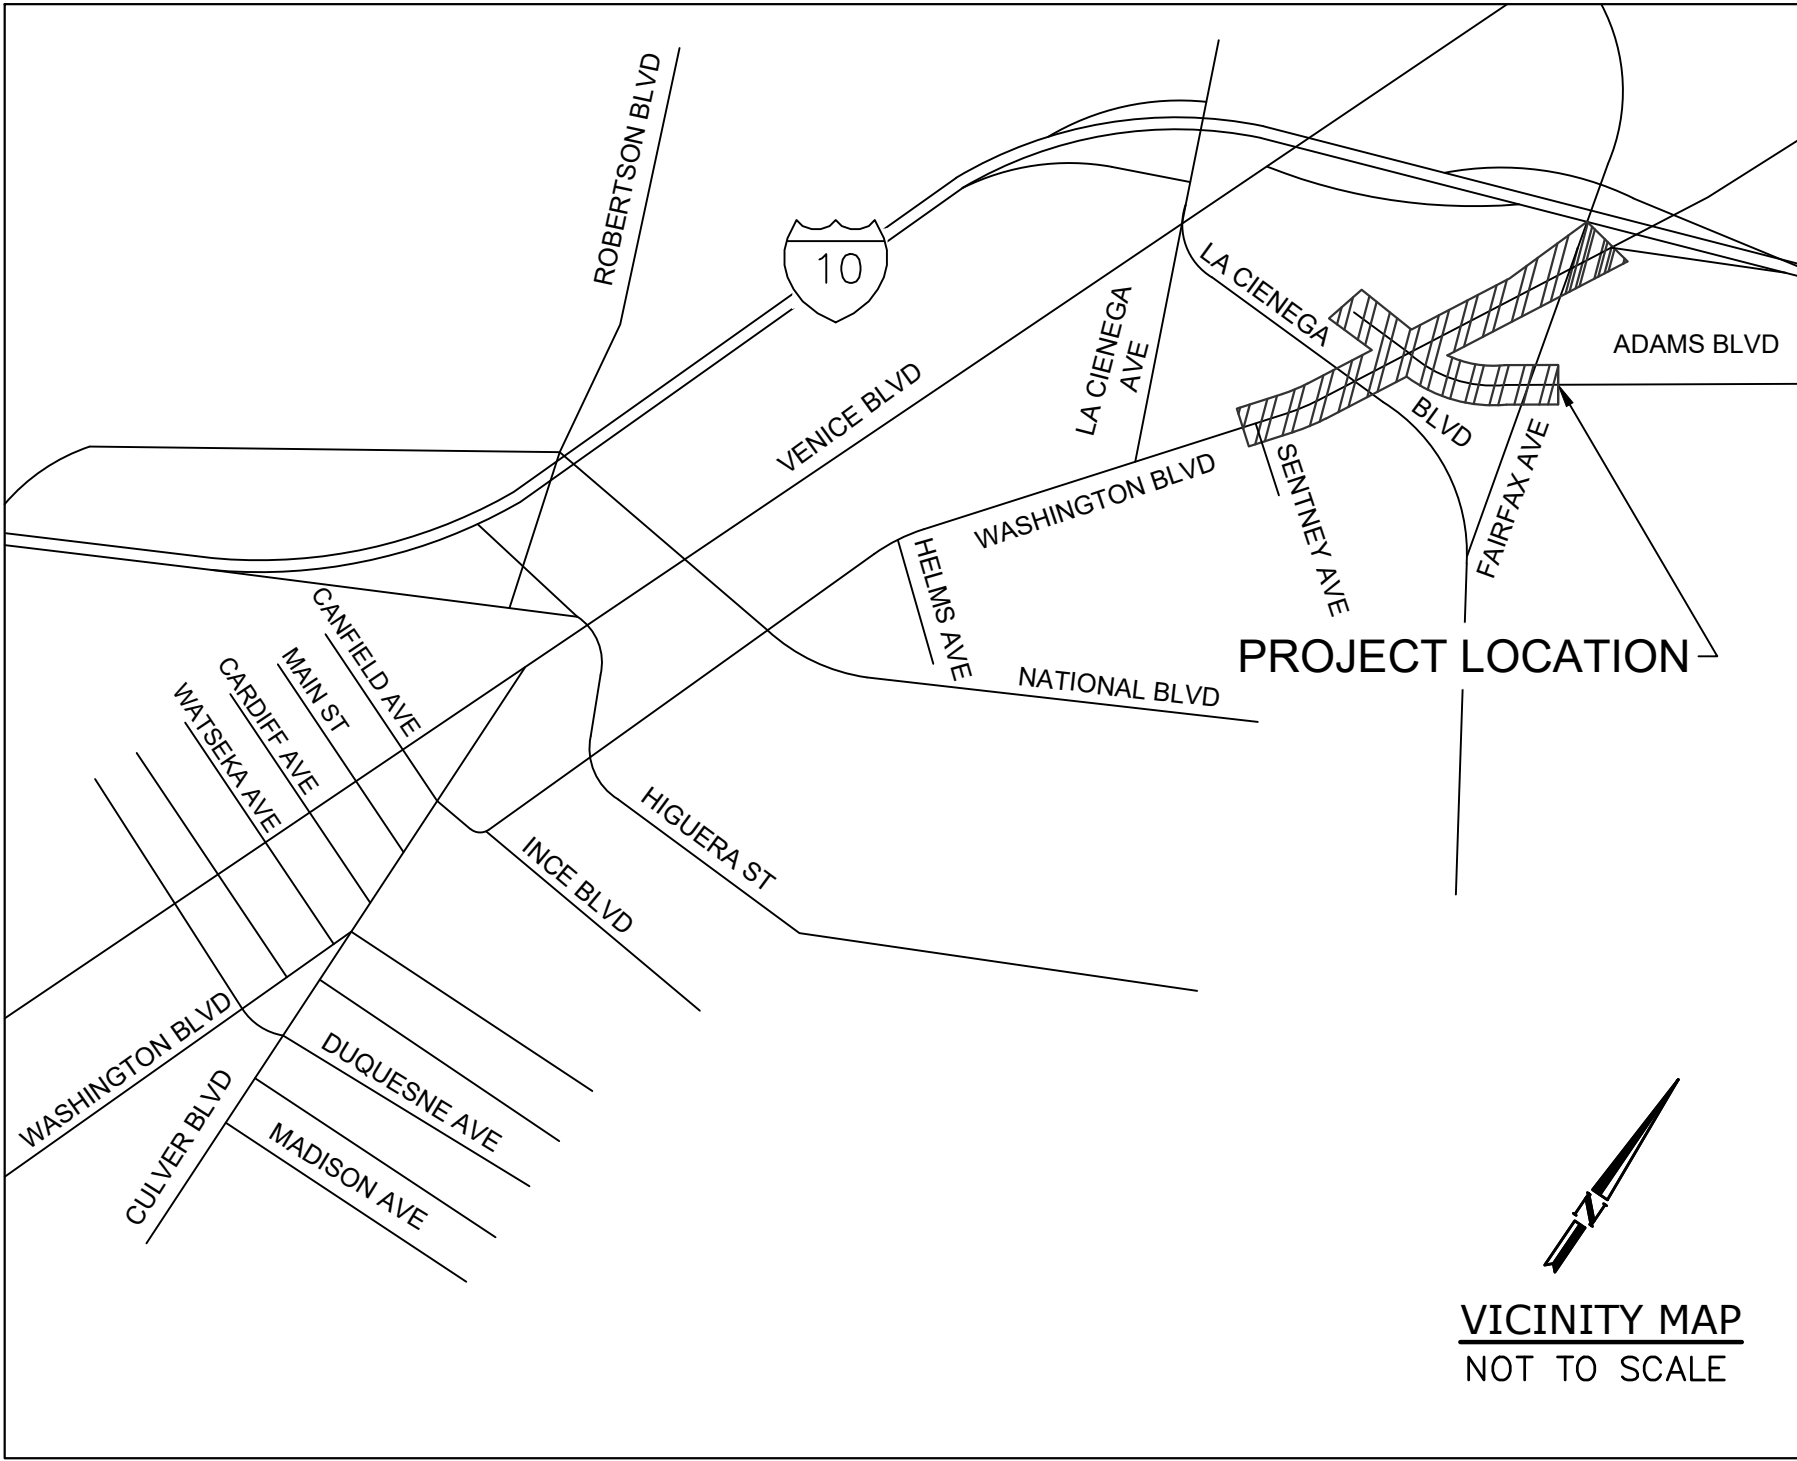 ROBERTSON BLVD
10
VENICE BLVD
LA CIENEGA
AVE
LA CIENEGA
BLVD
ADAMS BLVD
WASHINGTON BLVD
SENTNEY AVE
FAIRFAX AVE
HELMS AVE
PROJECT LOCATION
NATIONAL BLVD
CANFIELD AVE
MAIN ST
CARDIFF AVE
WATSEKA AVE
HIGUERA ST
INCE BLVD
WASHINGTON BLVD
CULVER BLVD
DUQUESNE AVE
MADISON AVE
N
VICINITY MAP
NOT TO SCALE